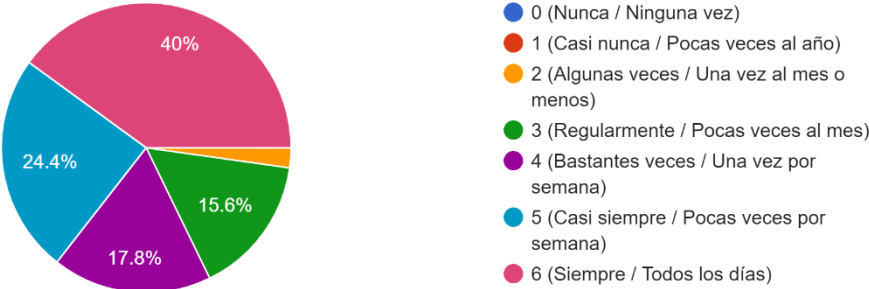 40%
24.4%
15.6%
17.8%
0 (Nunca / Ninguna vez)
1 (Casi nunca / Pocas veces al año)
2 (Algunas veces / Una vez al mes o
menos)
3 (Regularmente / Pocas veces al mes)
4 (Bastantes veces / Una vez por
semana)
5 (Casi siempre / Pocas veces por
semana)
6 (Siempre / Todos los días)